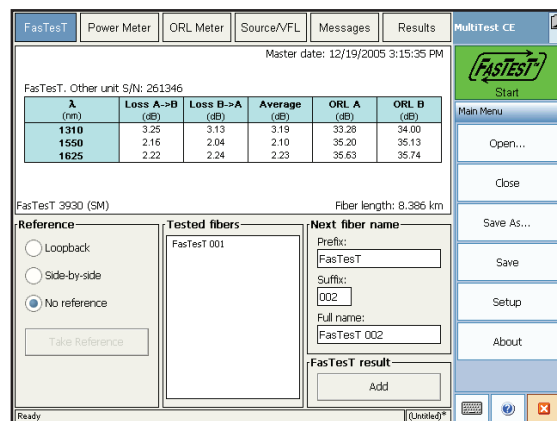 FasTesT Power Meter ORL Meter Source/VFL Messages Results MultiTest CE
Master date: 12/19/2005 3:15:35 PM
FasTesT. Other unit S/N: 261346
λ (nm) Loss A->B (dB) Loss B->A (dB) Average (dB) ORL A (dB) ORL B (dB)
1310 3.25 3.13 3.19 33.28 34.00
1550 2.16 2.04 2.10 35.20 35.13
1625 2.22 2.24 2.23 35.63 35.74
FasTesT 3930 (SM) Fiber length: 8.386 km
Reference
Loopback
Side-by-side
No reference
Take Reference
Tested fibers
FasTesT 001
Next fiber name
Prefix:
FasTesT
Suffix:
002
Full name:
FasTesT 002
FasTesT result
Add
Ready (Untitled)*
FASTEST™
Start
Main Menu
Open...
Close
Save As...
Save
Setup
About